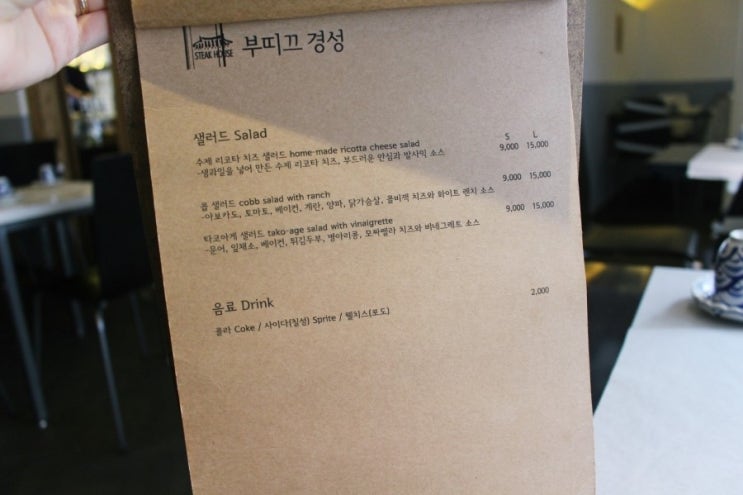 STEAK HOUSE
부띠끄 경성
샐러드 Salad
S L
수제 리코타 치즈 샐러드 home-made ricotta cheese salad 9,000 15,000
-생과일을 넣어 만든 수제 리코타 치즈, 부드러운 안심과 발사믹 소스
콥 샐러드 cobb salad with ranch 9,000 15,000
-아보카도, 토마토, 베이컨, 계란, 양파, 닭가슴살, 콜비잭 치즈와 화이트 렌치 소스
타코아게 샐러드 tako-age salad with vinaigrette 9,000 15,000
-문어, 잎채소, 베이컨, 튀김두부, 병아리콩, 모짜렐라 치즈와 비네그레트 소스
음료 Drink
콜라 Coke / 사이다(칠성) Sprite / 웰치스(포도) 2,000